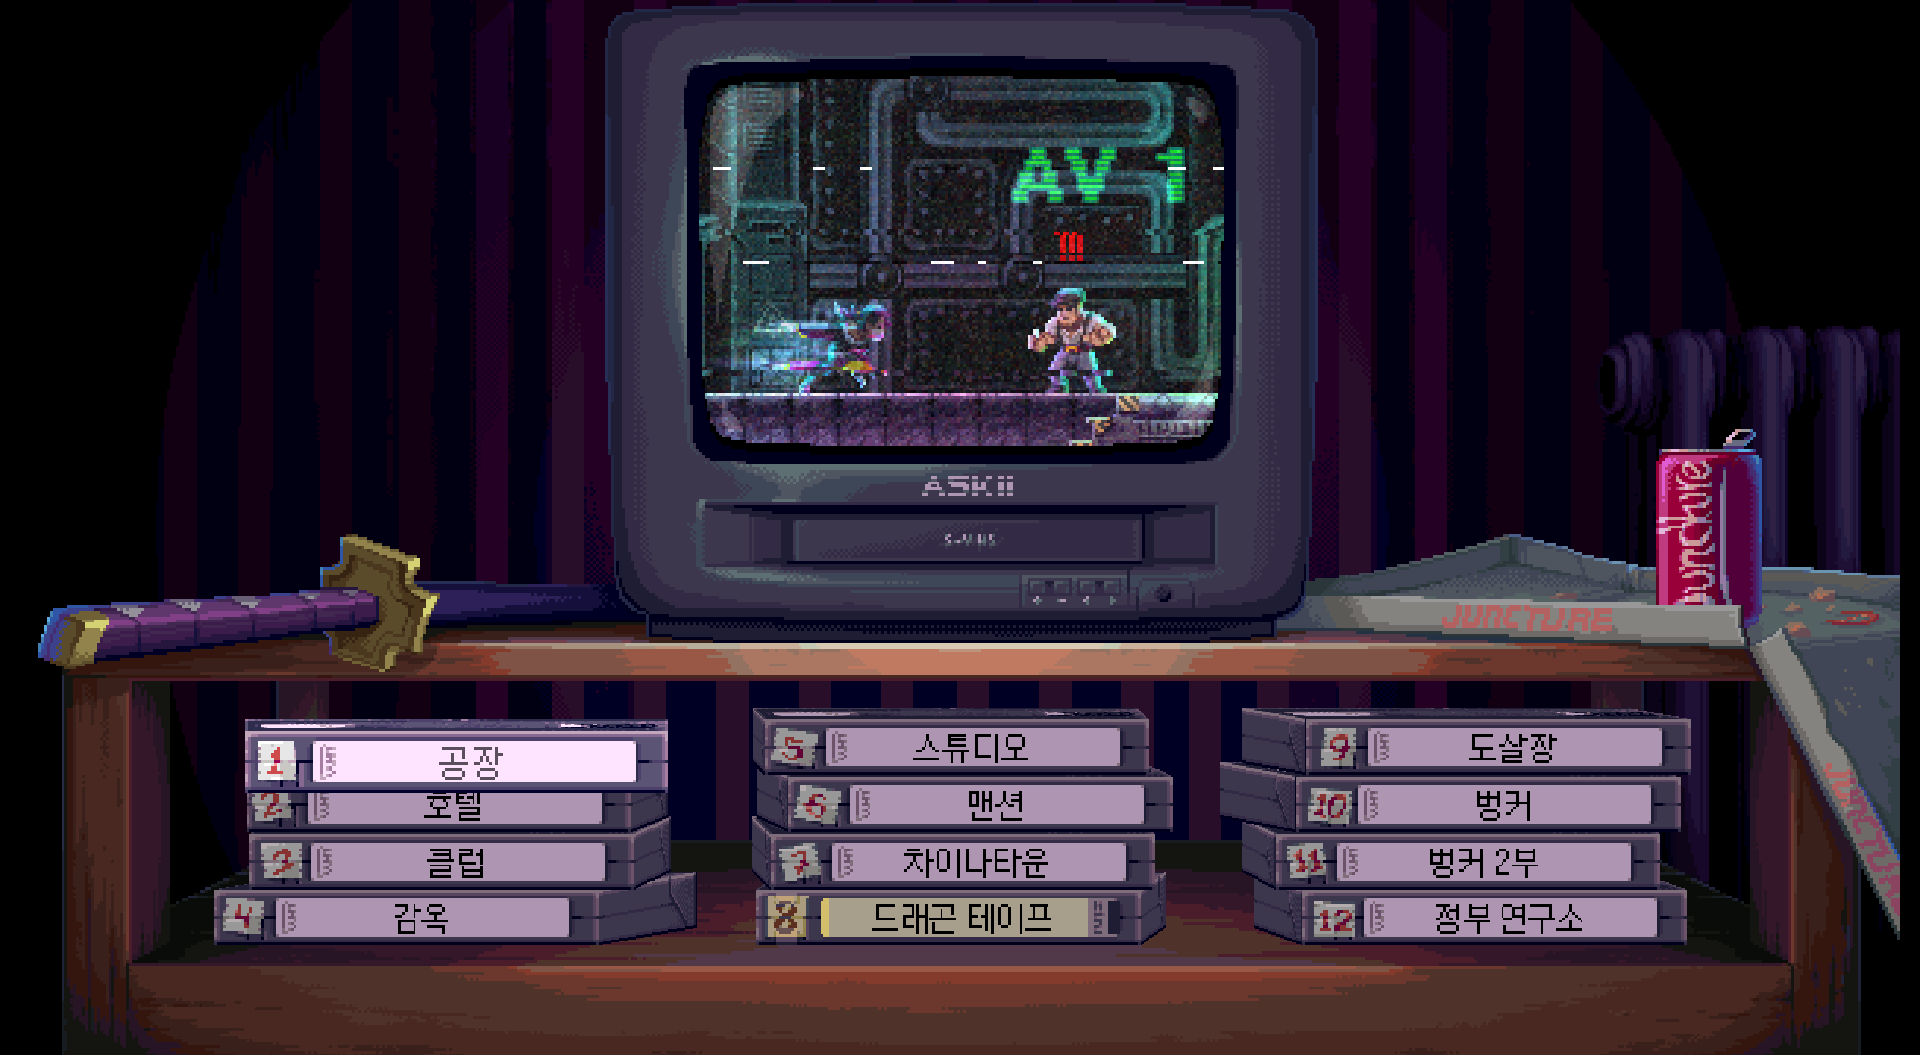 AV 1
ASKII
S-VHS
JUNCTURE
JUNCTURE
1 공장
2 호텔
3 클럽
4 감옥
5 스튜디오
6 맨션
7 차이나타운
8 드래곤 테이프
9 도살장
10 벙커
11 벙커 2부
12 정부 연구소